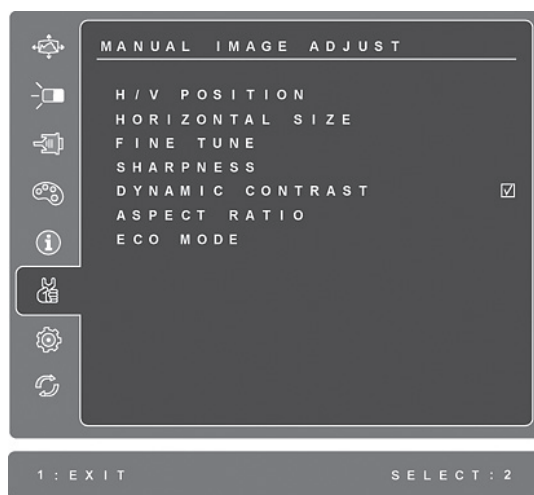 MANUAL IMAGE ADJUST
H/V POSITION
HORIZONTAL SIZE
FINE TUNE
SHARPNESS
DYNAMIC CONTRAST
ASPECT RATIO
ECO MODE
1:EXIT SELECT:2